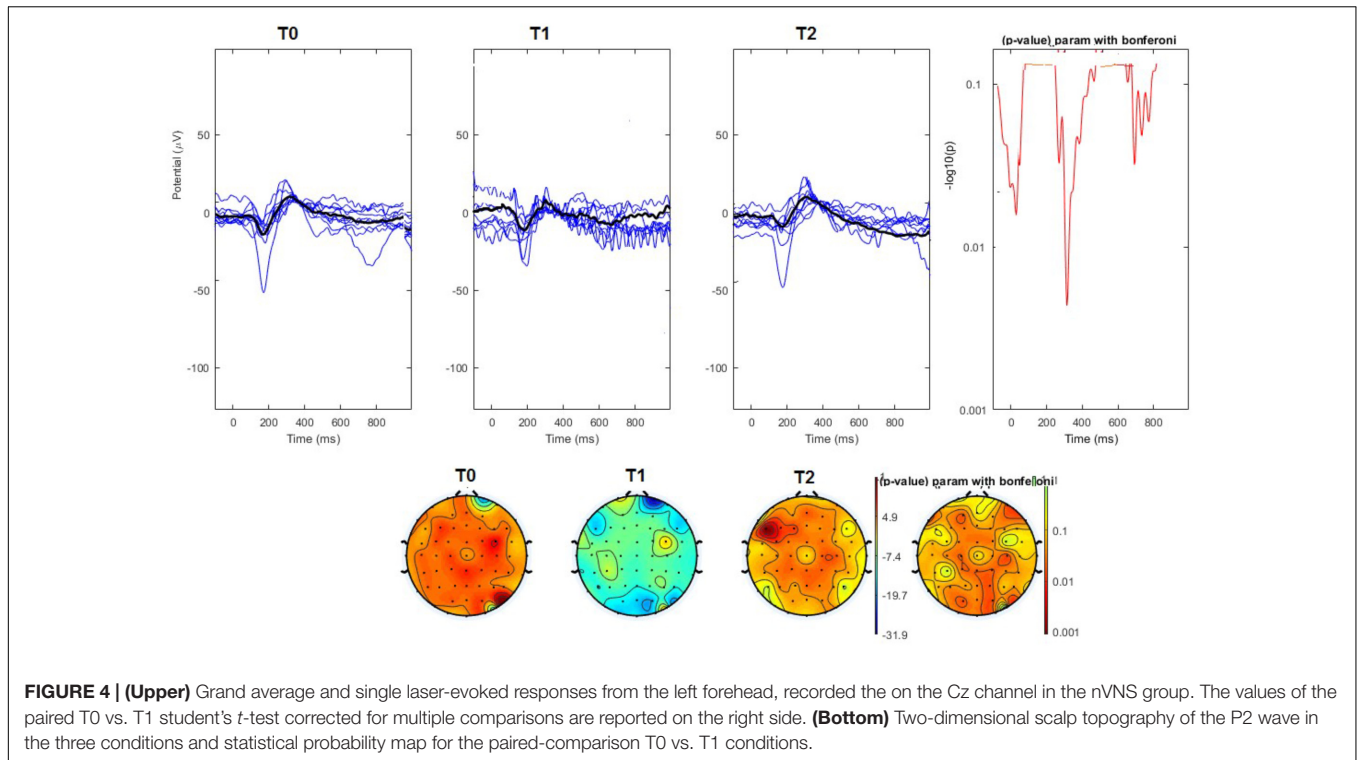 T0
T1
T2
(p-value) param with bonferoni
Potential (μV)
50
0
-50
-100
0 200 400 600 800
Time (ms)
50
0
-50
-100
0 200 400 600 800
Time (ms)
50
0
-50
-100
0 200 400 600 800
Time (ms)
-log10(p)
0.1
0.01
0.001
0 200 400 600 800
Time (ms)
T0
T1
T2
(p-value) param with bonferoni
4.9
-7.4
-19.7
-31.9
0.1
0.01
0.001
FIGURE 4 | (Upper) Grand average and single laser-evoked responses from the left forehead, recorded the on the Cz channel in the nVNS group. The values of the
paired T0 vs. T1 student's t-test corrected for multiple comparisons are reported on the right side. (Bottom) Two-dimensional scalp topography of the P2 wave in
the three conditions and statistical probability map for the paired-comparison T0 vs. T1 conditions.